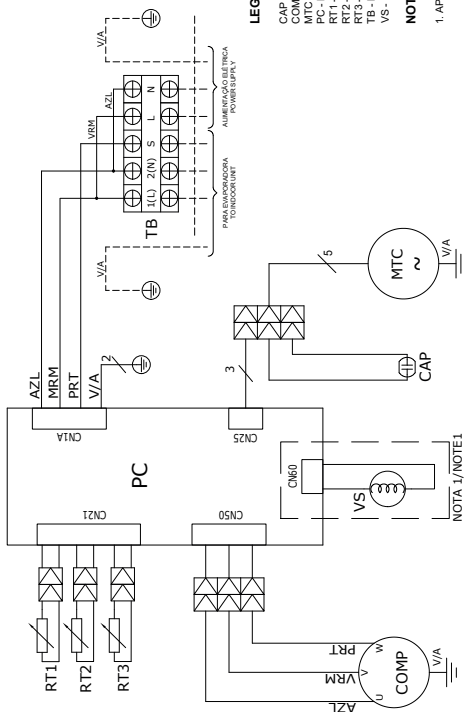 V/A
AZL
VRM
1(L) 2(N) S L N
TB
PARA EVAPORADORA
TO INDOOR UNIT
ALIMENTAÇÃO ELÉTRICA
POWER SUPPLY
V/A
AZL
MRM
PRT
V/A
2
CN1A
CN21
PC
CN25
CN50
CN60
RT1
RT2
RT3
3
5
MTC
~
V/A
CAP
VS
NOTA 1/NOTE1
AZL
VRM
PRT
U
V
W
COMP
V/A
LEG
CAP
COM
MTC
PC -
RT1 -
RT2 -
RT3 -
TB -
VS -
NOT
1. AP